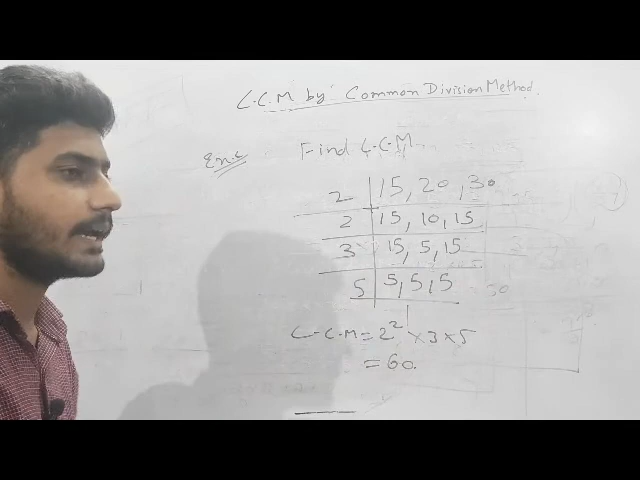 L.C.M by Common Division Method.
Ex:6
Find L.C.M
2 | 15, 20, 30
2 | 15, 10, 15
3 | 15, 5, 15
5 | 5, 5, 5
L.C.M = 2² × 3 × 5
= 60.